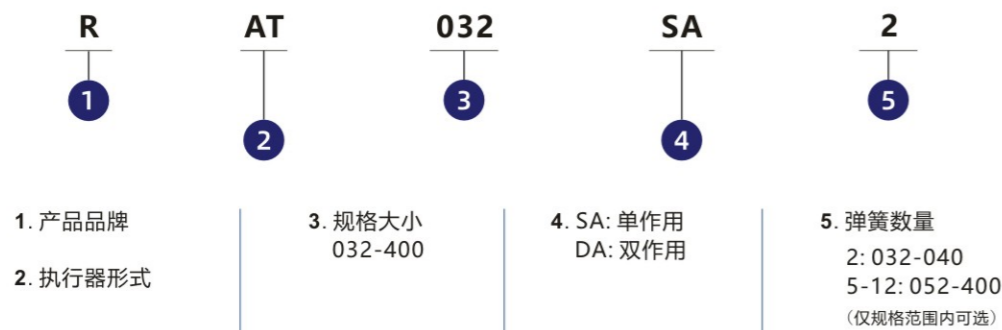 R AT 032 SA 2
1 2 3 4 5
1. 产品品牌
2. 执行器形式
3. 规格大小
032-400
4. SA: 单作用
DA: 双作用
5. 弹簧数量
2: 032-040
5-12: 052-400
(仅规格范围内可选)